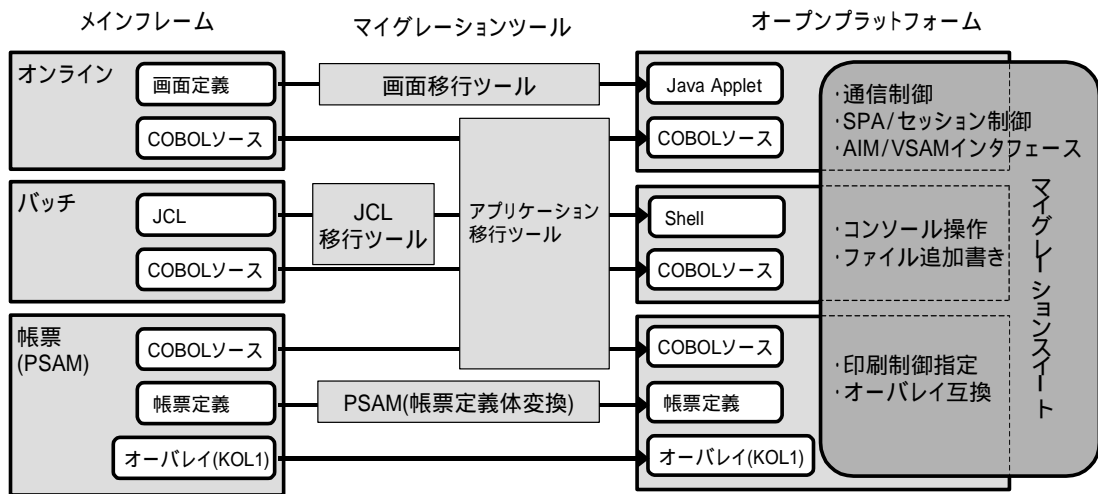 メインフレーム
マイグレーションツール
オープンプラットフォーム
オンライン
画面定義
画面移行ツール
Java Applet
COBOLソース
COBOLソース
・通信制御
・SPA/セッション制御
・AIM/VSAMインタフェース
バッチ
JCL
JCL
移行ツール
アプリケーション
移行ツール
Shell
COBOLソース
COBOLソース
・コンソール操作
・ファイル追加書き
マイグレーションスイート
帳票
(PSAM)
COBOLソース
COBOLソース
帳票定義
PSAM(帳票定義体変換)
帳票定義
・印刷制御指定
・オーバレイ互換
オーバレイ(KOL1)
オーバレイ(KOL1)